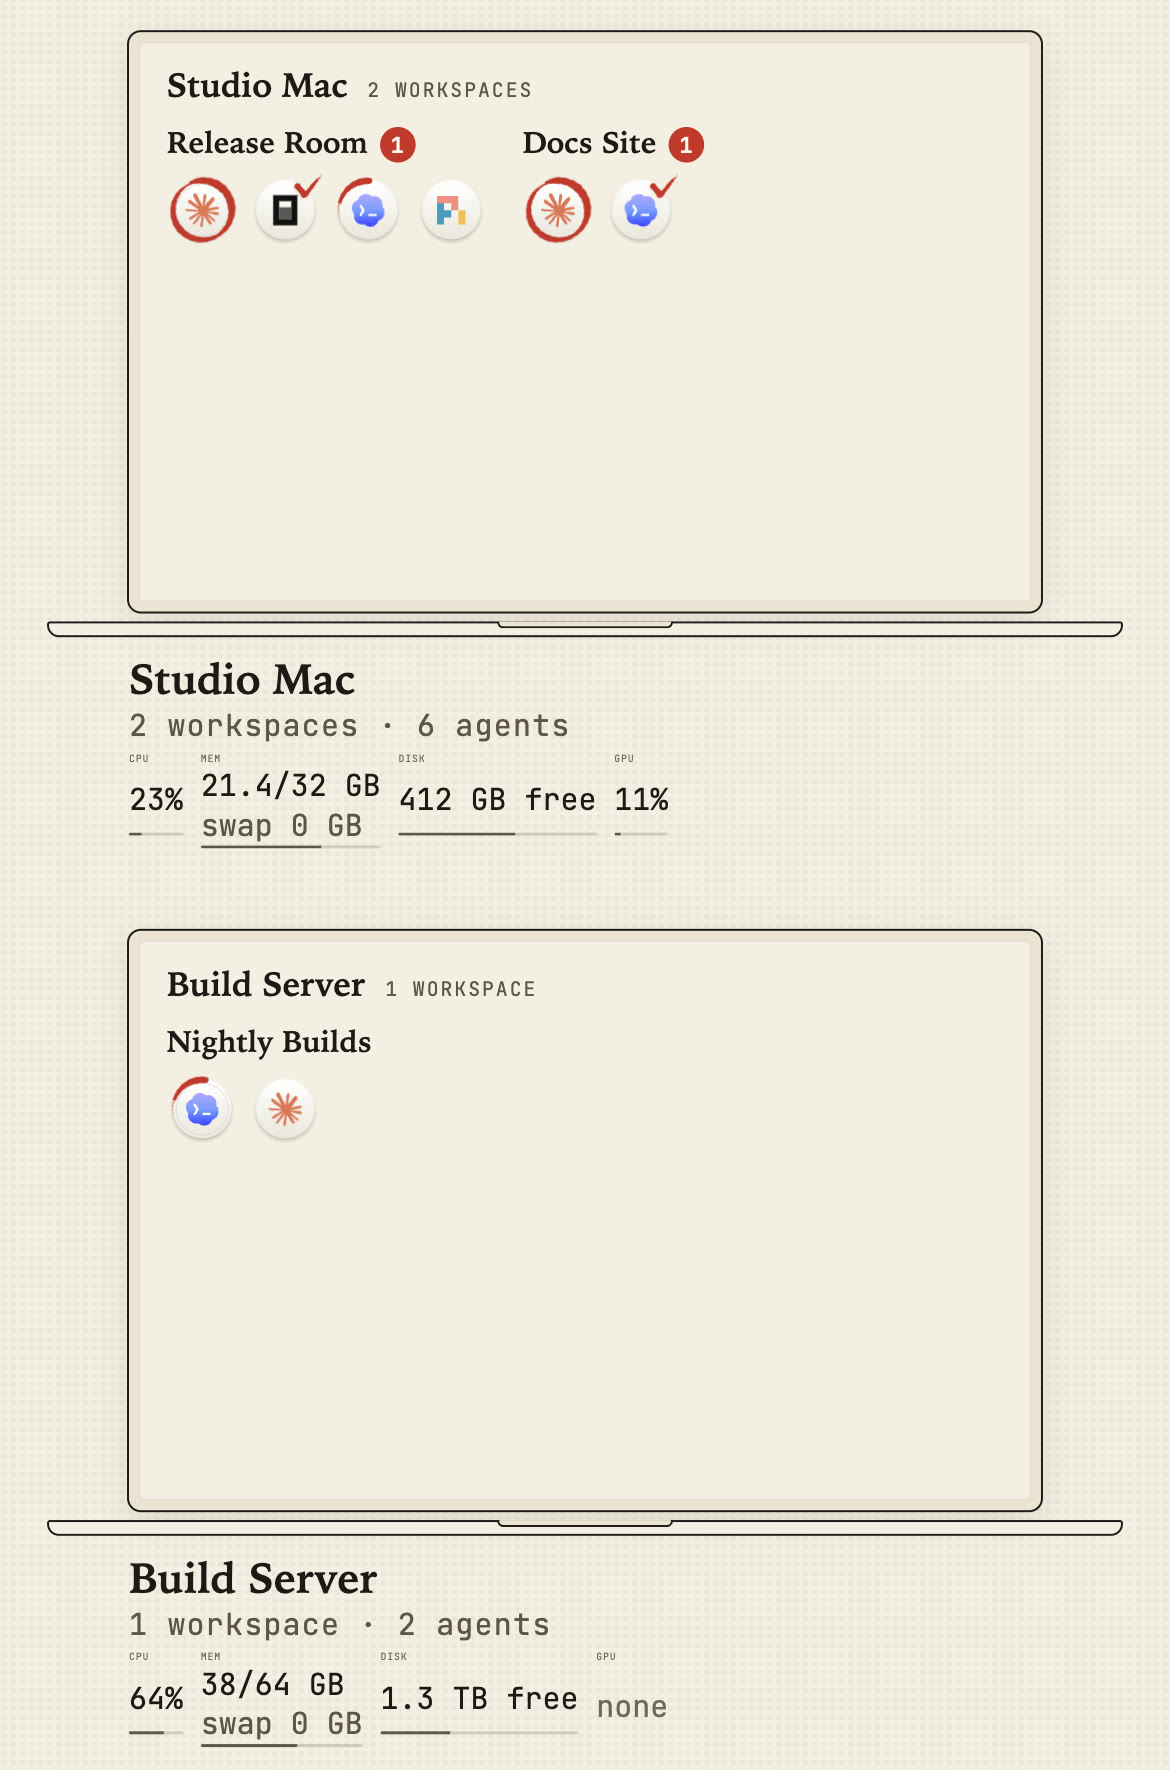 Studio Mac 2 WORKSPACES
Release Room 1 Docs Site 1
Studio Mac
2 workspaces · 6 agents
CPU MEM DISK GPU
23% 21.4/32 GB 412 GB free 11%
swap 0 GB
Build Server 1 WORKSPACE
Nightly Builds
Build Server
1 workspace · 2 agents
CPU MEM DISK GPU
64% 38/64 GB 1.3 TB free none
swap 0 GB